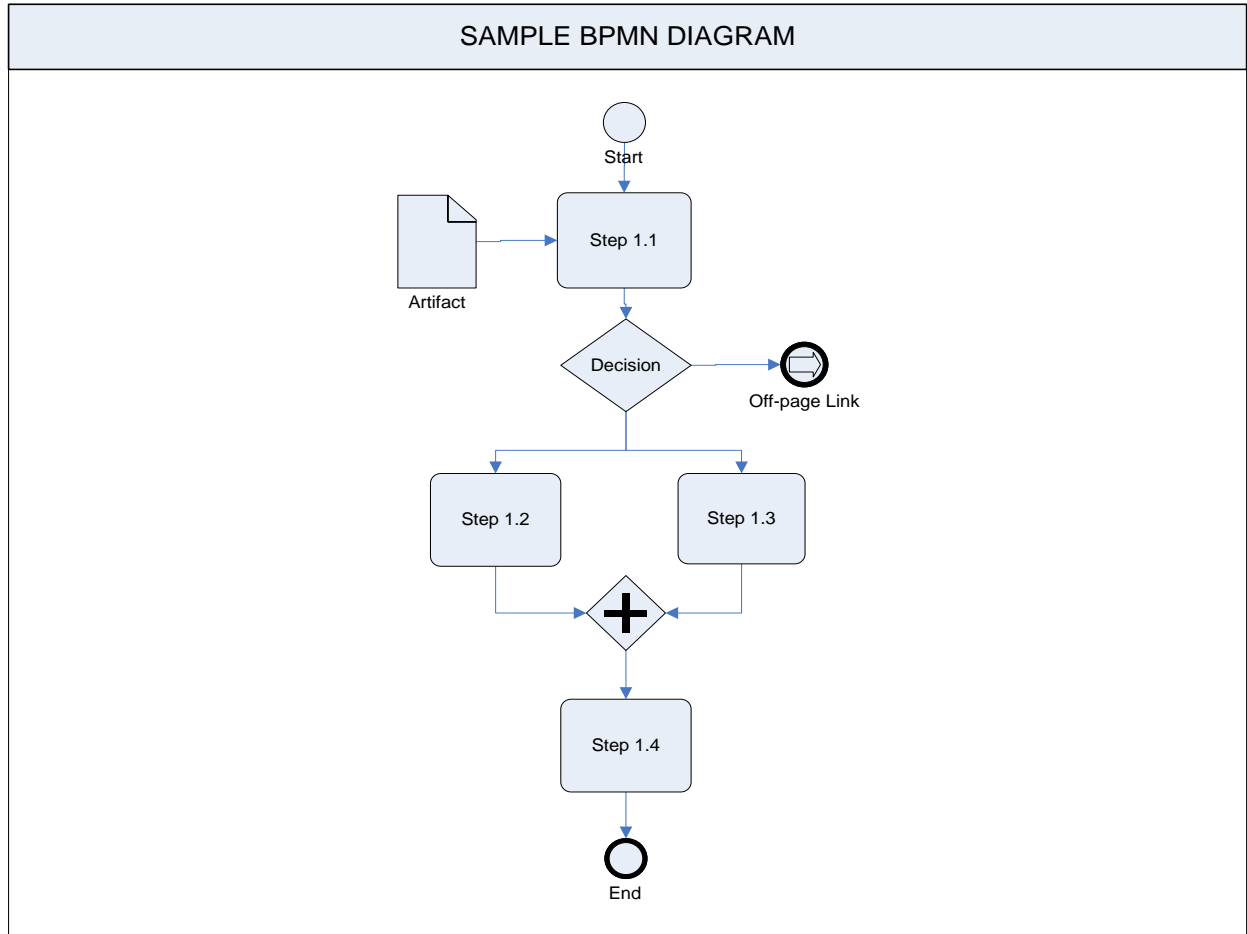 SAMPLE BPMN DIAGRAM
Start
Step 1.1
Artifact
Decision
Off-page Link
Step 1.2
Step 1.3
Step 1.4
End